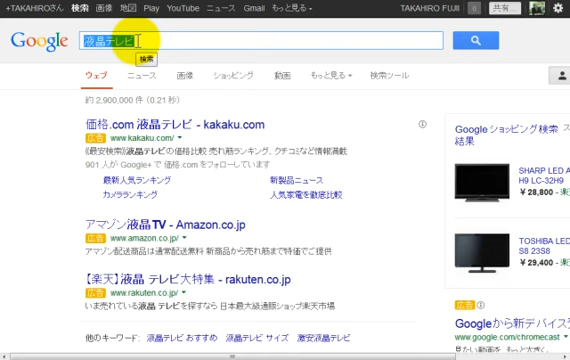 +TAKAHIROさん 検索 画像 地図 Play YouTube ニュース Gmail もっと見る TAKAHIRO FUJII 6 共有...
Google 液晶テレビ
検索
ウェブ ニュース 画像 ショッピング 動画 もっと見る 検索ツール
約 2,900,000 件 (0.21 秒)
価格.com 液晶テレビ - kakaku.com
広告 www.kakaku.com/
《最安検索》液晶テレビの価格比較 売れ筋ランキング、クチコミなど情報満載
901 人が Google+ で 価格.com をフォローしています
最新人気ランキング 新製品ニュース
カメラランキング 人気家電を徹底比較
アマゾン液晶TV - Amazon.co.jp
広告 www.amazon.co.jp/
アマゾン配送商品は通常配送無料 新商品から売れ筋まで特価でご提供
【楽天】液晶 テレビ大特集 - rakuten.co.jp
広告 www.rakuten.co.jp/
いま売れている液晶 テレビを探すなら 日本最大級通販ショップ楽天市場
他のキーワード: 液晶テレビ おすすめ 液晶テレビ サイズ 激安液晶テレビ
Google ショッピング検索
結果
SHARP LED A
H9 LC-32H9
￥28,800 - 楽
TOSHIBA LED
S8 23S8
￥29,400 - 楽
広告
Googleから新デバイス
www.google.com/chromecast
見たい動画を、もっと大きく。